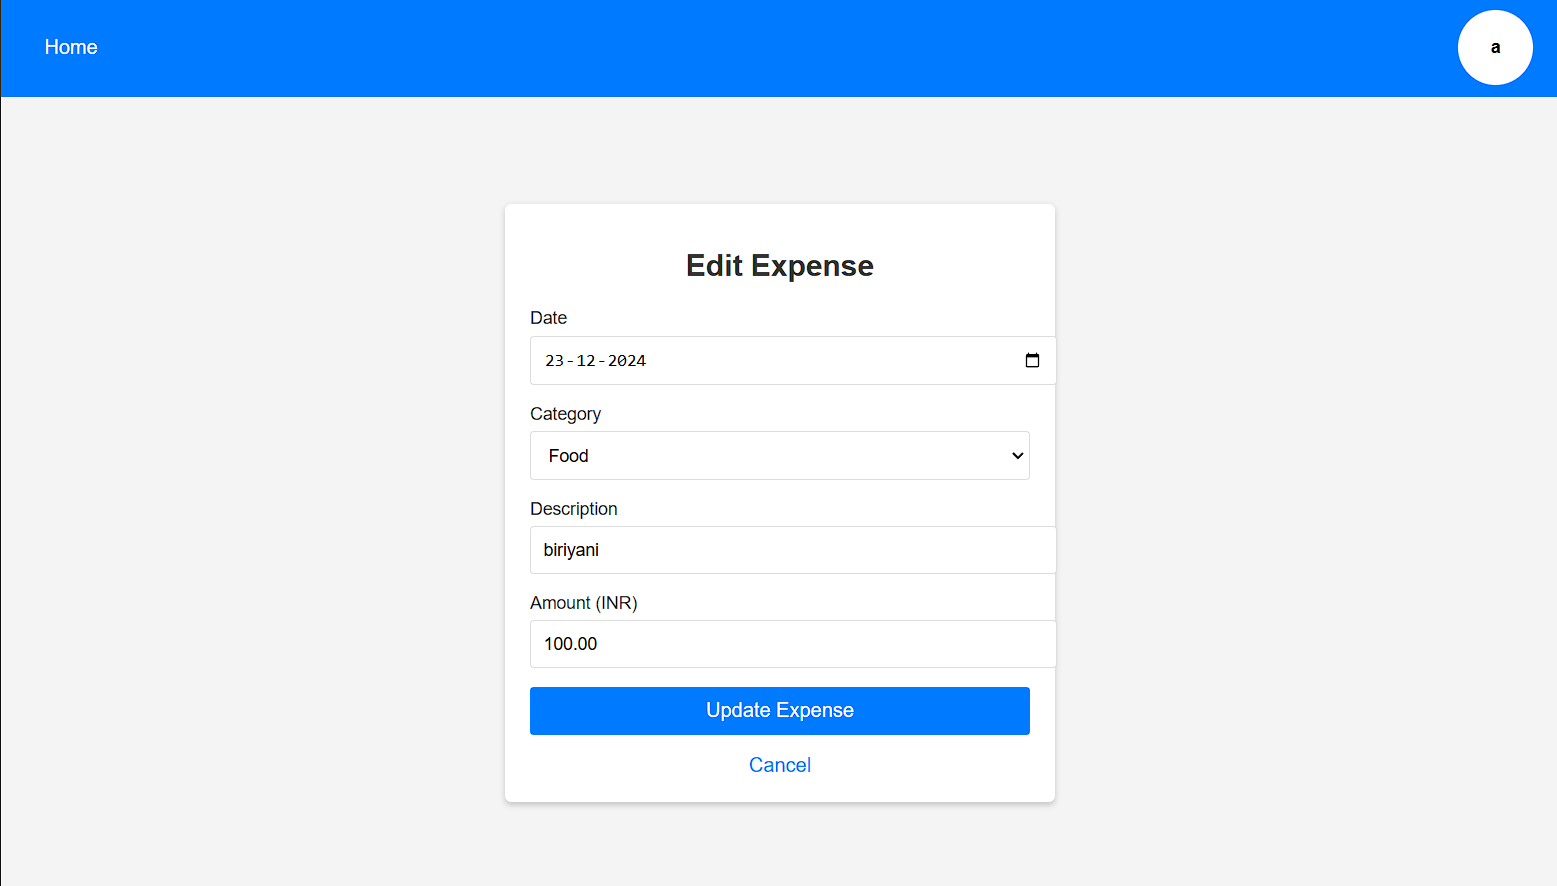 Home
a
Edit Expense
Date
23-12-2024
Category
Food
Description
biriyani
Amount (INR)
100.00
Update Expense
Cancel